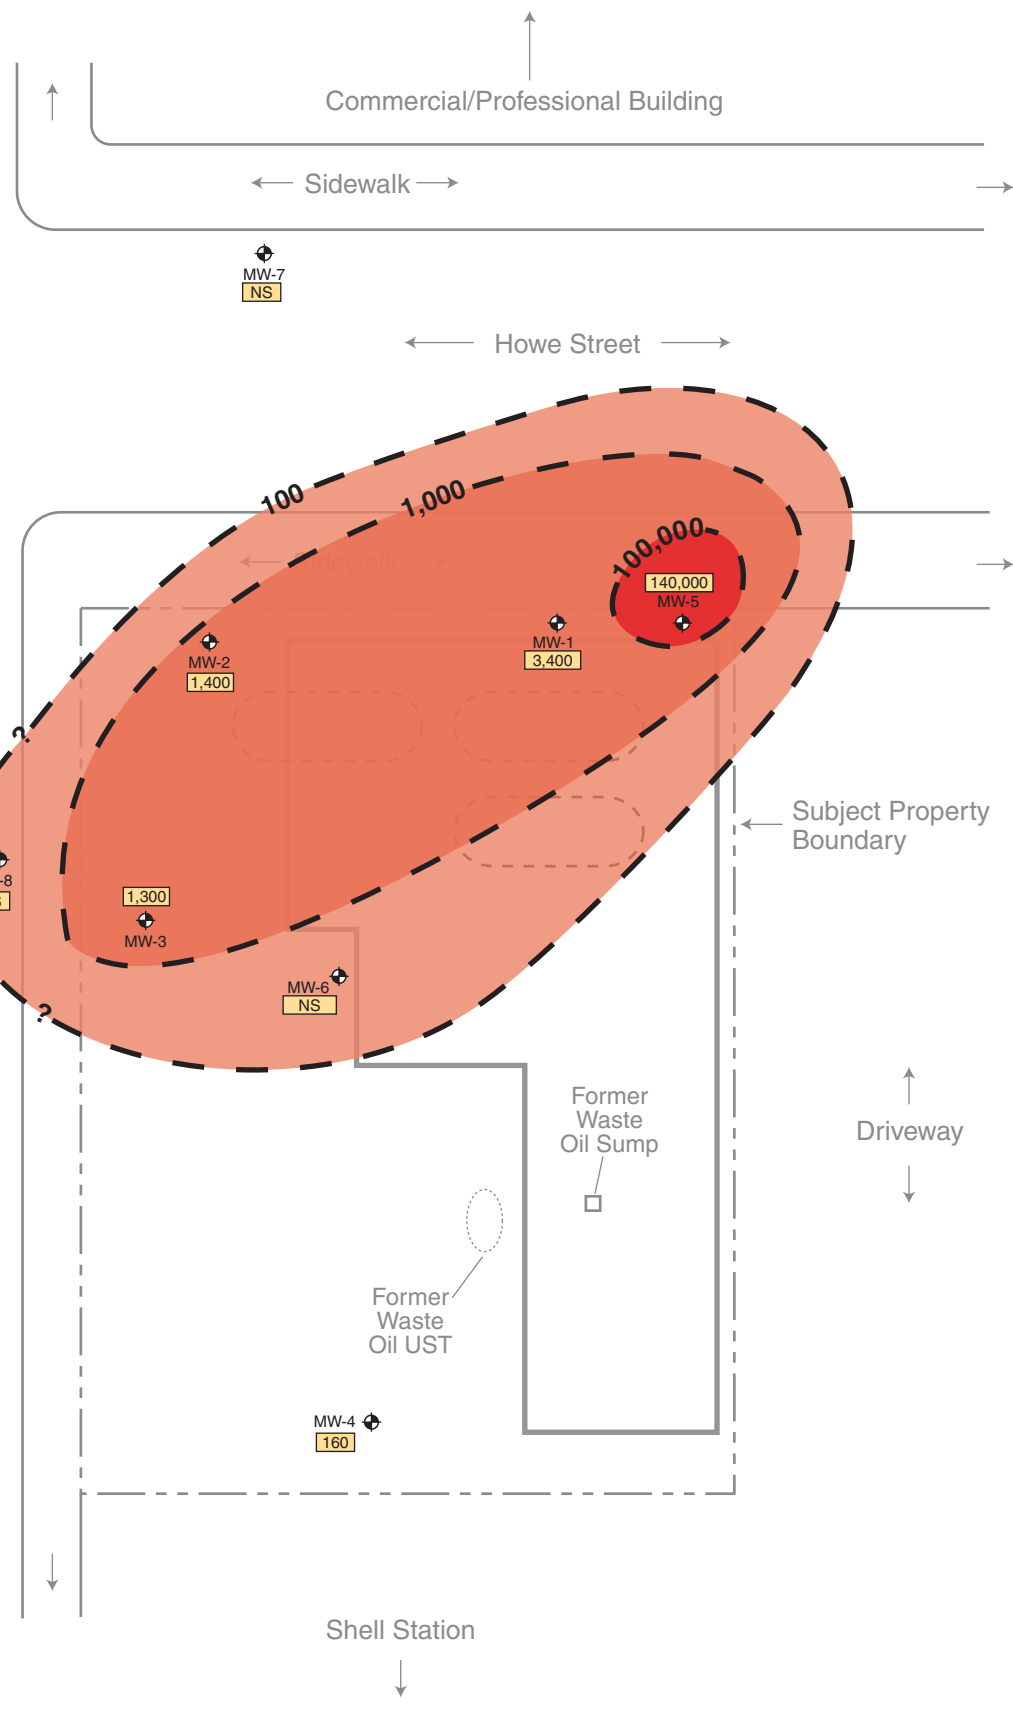 Commercial/Professional Building
Sidewalk
MW-7
NS
Howe Street
100
1,000
100,000
Sidewalk
140,000
MW-5
MW-1
3,400
MW-2
1,400
?
Subject Property
Boundary
-8
1,300
MW-3
MW-6
NS
?
Former
Waste
Oil Sump
Driveway
Former
Waste
Oil UST
MW-4
160
Shell Station